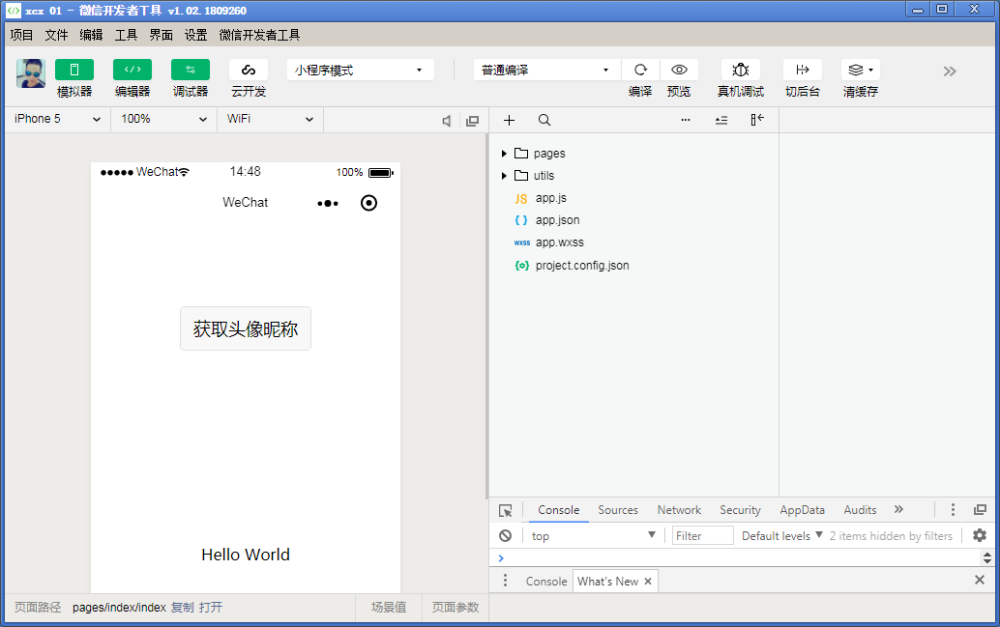 xcx 01 - 微信开发者工具 v1.02.1809260
项目 文件 编辑 工具 界面 设置 微信开发者工具
小程序模式 普通编译
模拟器 编辑器 调试器 云开发 编译 预览 真机调试 切后台 清缓存
iPhone 5 100% WiFi
WeChat 14:48 100%
WeChat
获取头像昵称
Hello World
pages
utils
JS app.js
{ } app.json
wxss app.wxss
{o} project.config.json
Console Sources Network Security AppData Audits
top Filter Default levels 2 items hidden by filters
Console What's New
页面路径 pages/index/index 复制 打开 场景值 页面参数